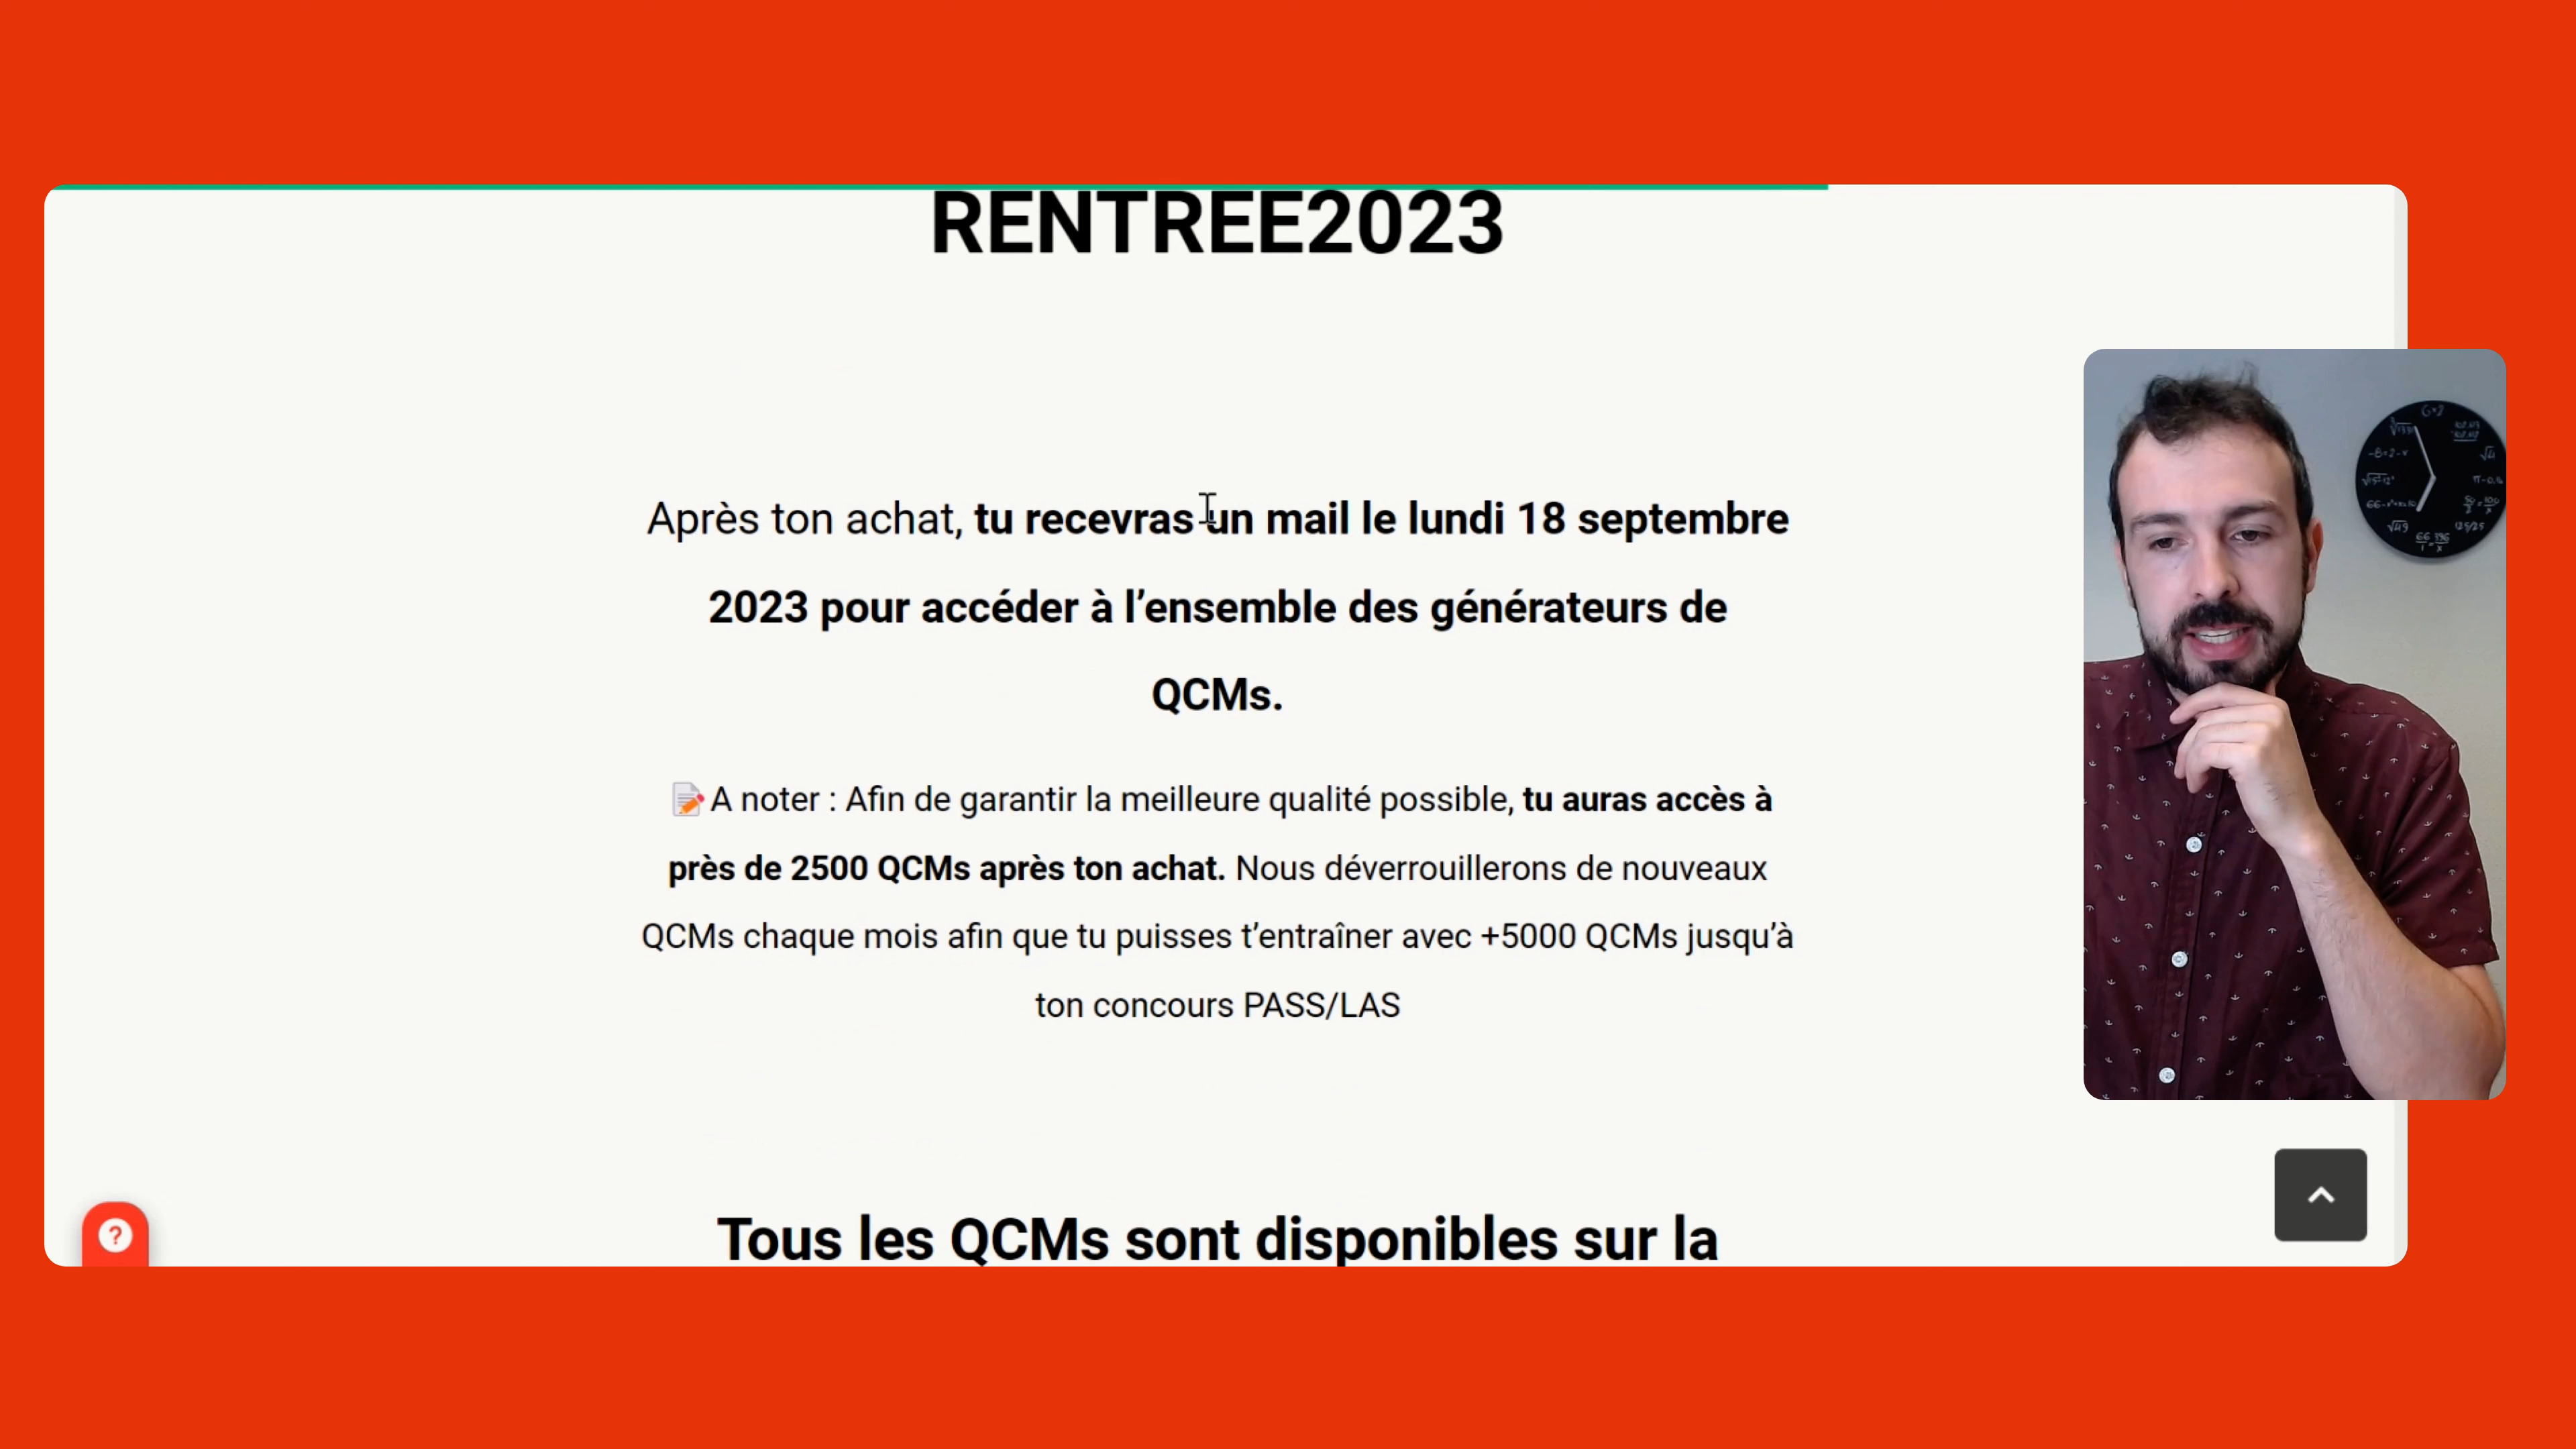 RENTREE2023
Après ton achat, tu recevras un mail le lundi 18 septembre
2023 pour accéder à l’ensemble des générateurs de
QCMs.
A noter : Afin de garantir la meilleure qualité possible, tu auras accès à
près de 2500 QCMs après ton achat. Nous déverrouillerons de nouveaux
QCMs chaque mois afin que tu puisses t’entraîner avec +5000 QCMs jusqu’à
ton concours PASS/LAS
Tous les QCMs sont disponibles sur la
?